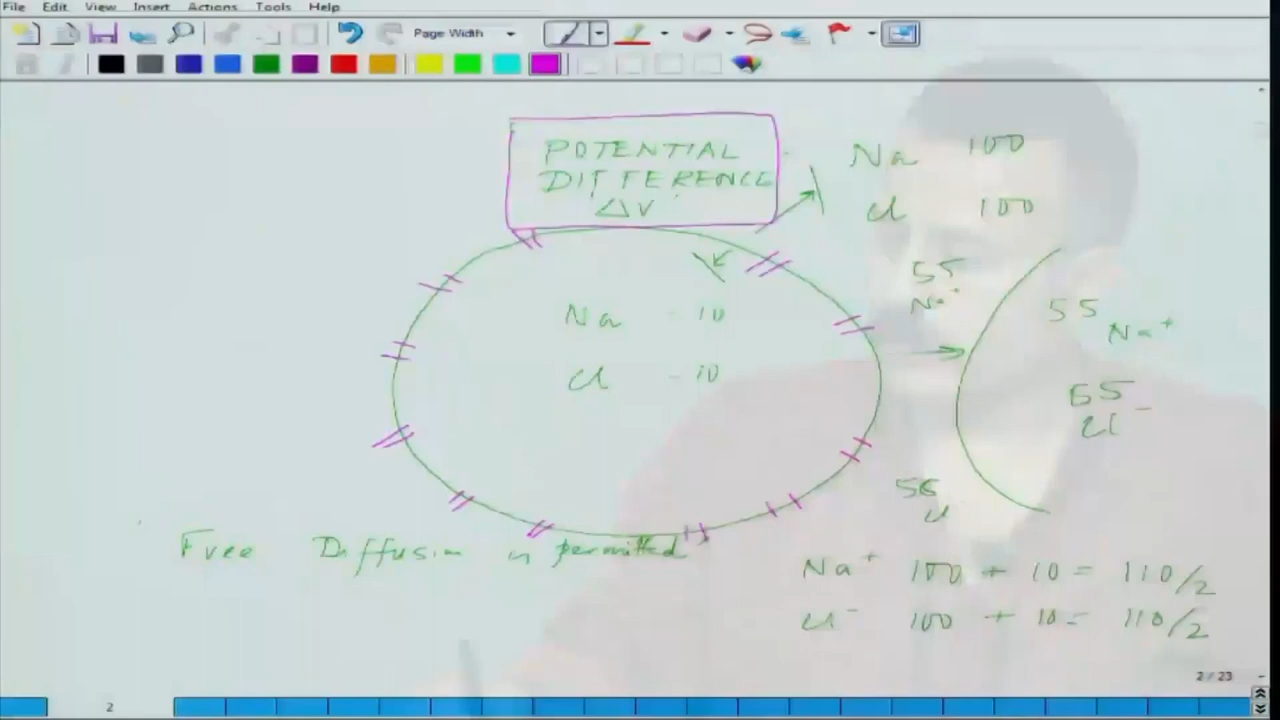 File Edit View Insert Actions Tools Help
Page Width
POTENTIAL
DIFFERENCE
ΔV
Na 100
Cl 100
Na - 10
Cl - 10
55
Na+
55
Na+
55
Cl-
56
Cl
Free Diffusion is permitted
Na+ 100 + 10 = 110/2
Cl- 100 + 10 = 110/2
2 / 23
2